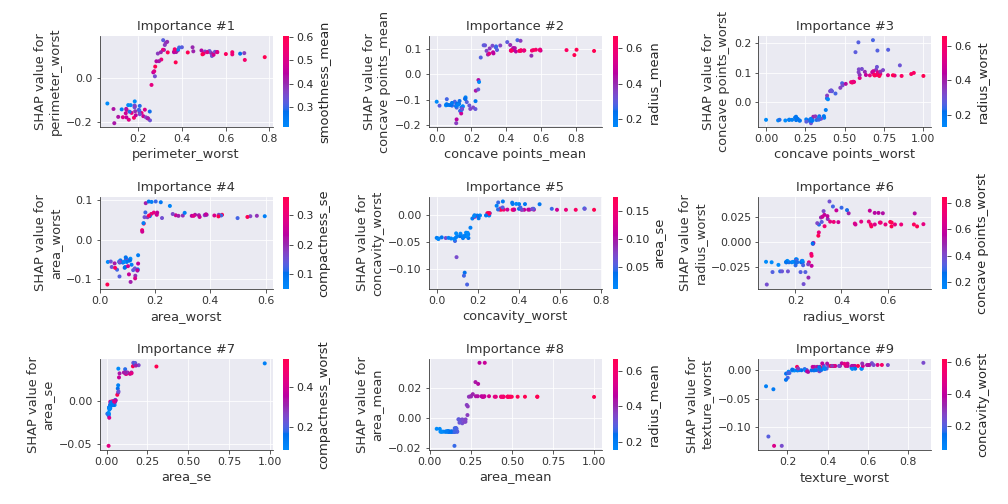 Importance #1
SHAP value for
perimeter_worst
0.0
−0.2
0.2
0.4
0.6
0.8
perimeter_worst
0.6
0.5
0.4
0.3
smoothness_mean
Importance #2
SHAP value for
concave points_mean
0.1
0.0
−0.1
−0.2
0.0
0.2
0.4
0.6
0.8
concave points_mean
0.6
0.4
0.2
radius_mean
Importance #3
SHAP value for
concave points_worst
0.2
0.1
0.0
0.00
0.25
0.50
0.75
1.00
concave points_worst
0.6
0.4
0.2
radius_worst
Importance #4
SHAP value for
area_worst
0.1
0.0
−0.1
0.0
0.2
0.4
0.6
area_worst
0.3
0.2
0.1
compactness_se
Importance #5
SHAP value for
concavity_worst
0.00
−0.05
−0.10
0.0
0.2
0.4
0.6
0.8
concavity_worst
0.15
0.10
0.05
area_se
Importance #6
SHAP value for
radius_worst
0.025
0.000
−0.025
0.2
0.4
0.6
radius_worst
0.8
0.6
0.4
0.2
concave points_worst
Importance #7
SHAP value for
area_se
0.00
−0.05
0.00
0.25
0.50
0.75
1.00
area_se
0.4
0.2
compactness_worst
Importance #8
SHAP value for
area_mean
0.02
0.00
−0.02
0.00
0.25
0.50
0.75
1.00
area_mean
0.6
0.4
0.2
radius_mean
Importance #9
SHAP value for
texture_worst
0.00
−0.05
−0.10
0.2
0.4
0.6
0.8
texture_worst
0.6
0.4
0.2
concavity_worst